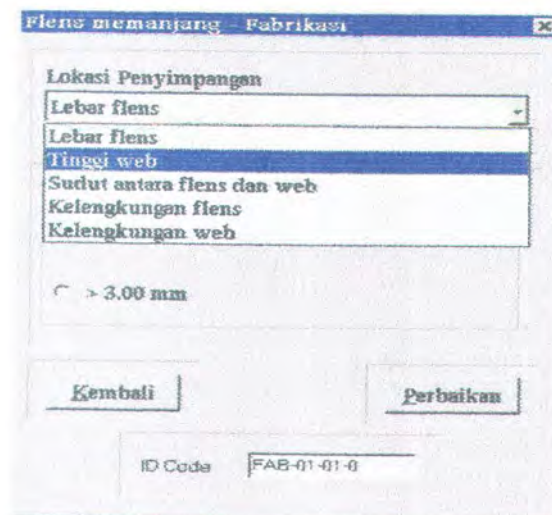 Flens memanjang - Fabrikasi
Lokasi Penyimpangan
Lebar flens
Lebar flens
Tinggi web
Sudut antara flens dan web
Kelengkungan flens
Kelengkungan web
> 3.00 mm
Kembali
Perbaikan
ID Code FAB-01-01-0